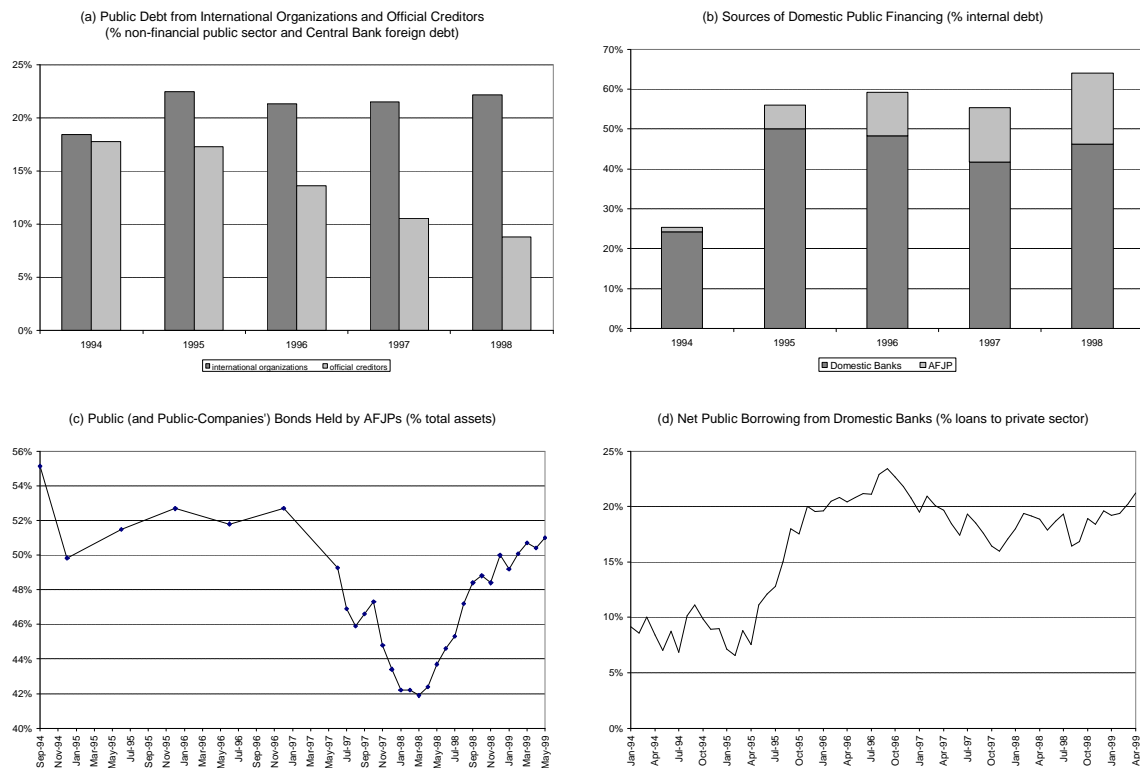 (a) Public Debt from International Organizations and Official Creditors
(% non-financial public sector and Central Bank foreign debt)
25%
20%
15%
10%
5%
0%
1994 1995 1996 1997 1998
international organizations official creditors
(b) Sources of Domestic Public Financing (% internal debt)
70%
60%
50%
40%
30%
20%
10%
0%
1994 1995 1996 1997 1998
Domestic Banks AFJP
(c) Public (and Public-Companies') Bonds Held by AFJPs (% total assets)
56%
54%
52%
50%
48%
46%
44%
42%
40%
Sep-94 Nov-94 Jan-95 Mar-95 May-95 Jul-95 Sep-95 Nov-95 Jan-96 Mar-96 May-96 Jul-96 Sep-96 Nov-96 Jan-97 Mar-97 May-97 Jul-97 Sep-97 Nov-97 Jan-98 Mar-98 May-98 Jul-98 Sep-98 Nov-98 Jan-99 Mar-99 May-99
(d) Net Public Borrowing from Dromestic Banks (% loans to private sector)
25%
20%
15%
10%
5%
0%
Jan-94 Apr-94 Jul-94 Oct-94 Jan-95 Apr-95 Jul-95 Oct-95 Jan-96 Apr-96 Jul-96 Oct-96 Jan-97 Apr-97 Jul-97 Oct-97 Jan-98 Apr-98 Jul-98 Oct-98 Jan-99 Apr-99